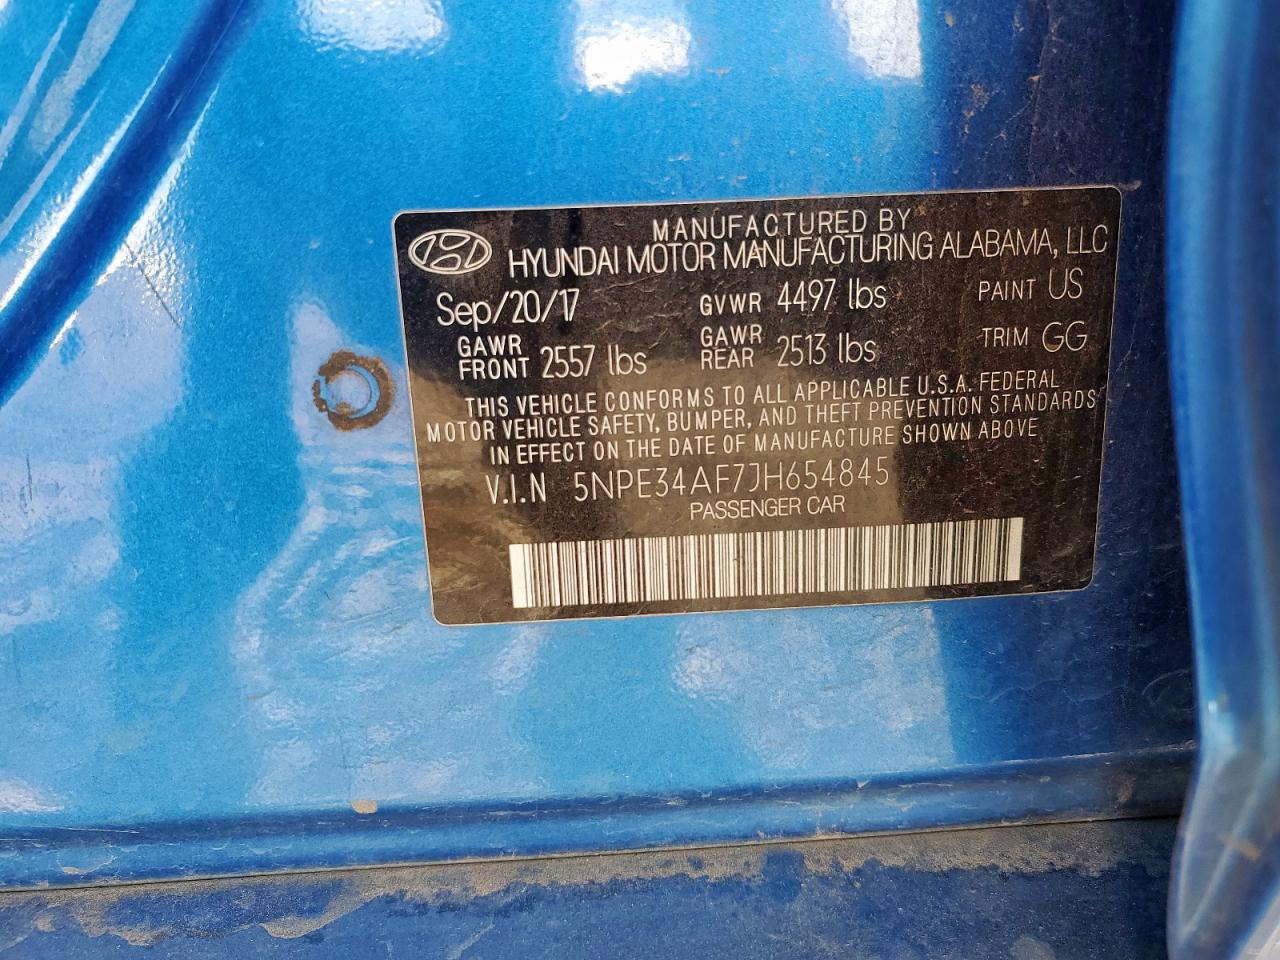 MANUFACTURED BY
HYUNDAI MOTOR MANUFACTURING ALABAMA, LLC
Sep/20/17 GVWR 4497 lbs PAINT US
GAWR FRONT 2557 lbs GAWR REAR 2513 lbs TRIM GG
THIS VEHICLE CONFORMS TO ALL APPLICABLE U.S.A. FEDERAL
MOTOR VEHICLE SAFETY, BUMPER, AND THEFT PREVENTION STANDARDS
IN EFFECT ON THE DATE OF MANUFACTURE SHOWN ABOVE
V.I.N 5NPE34AF7JH654845
PASSENGER CAR